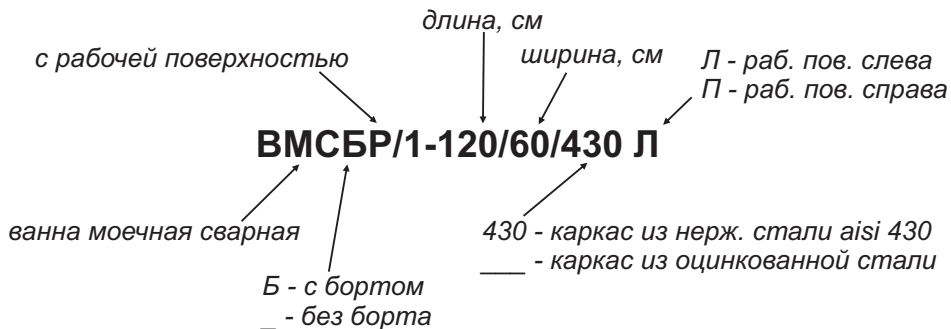 длина, см
с рабочей поверхностью
ширина, см
Л - раб. пов. слева
П - раб. пов. справа
ВМСБР/1-120/60/430 Л
ванна моечная сварная
430 - каркас из нерж. стали aisi 430
___ - каркас из оцинкованной стали
Б - с бортом
_ - без борта